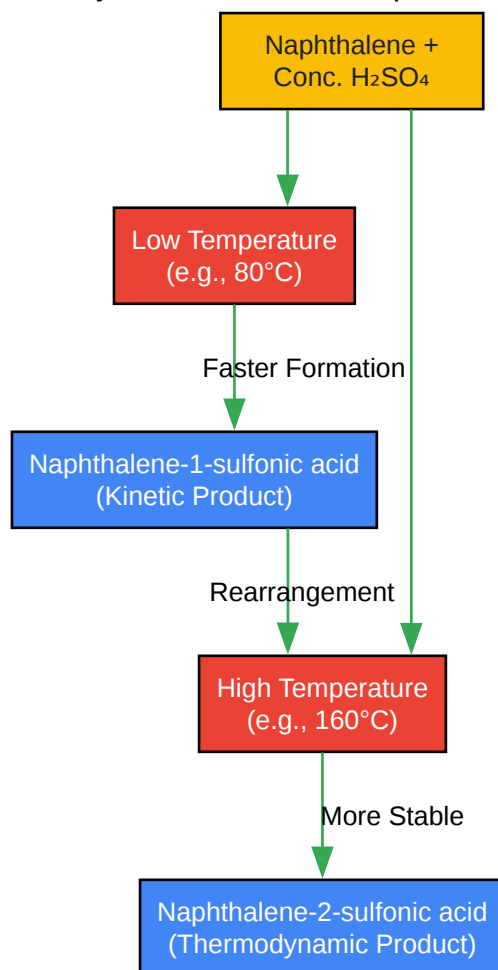 Naphthalene +
Conc. H₂SO₄
Low Temperature
(e.g., 80°C)
Faster Formation
Naphthalene-1-sulfonic acid
(Kinetic Product)
Rearrangement
High Temperature
(e.g., 160°C)
More Stable
Naphthalene-2-sulfonic acid
(Thermodynamic Product)